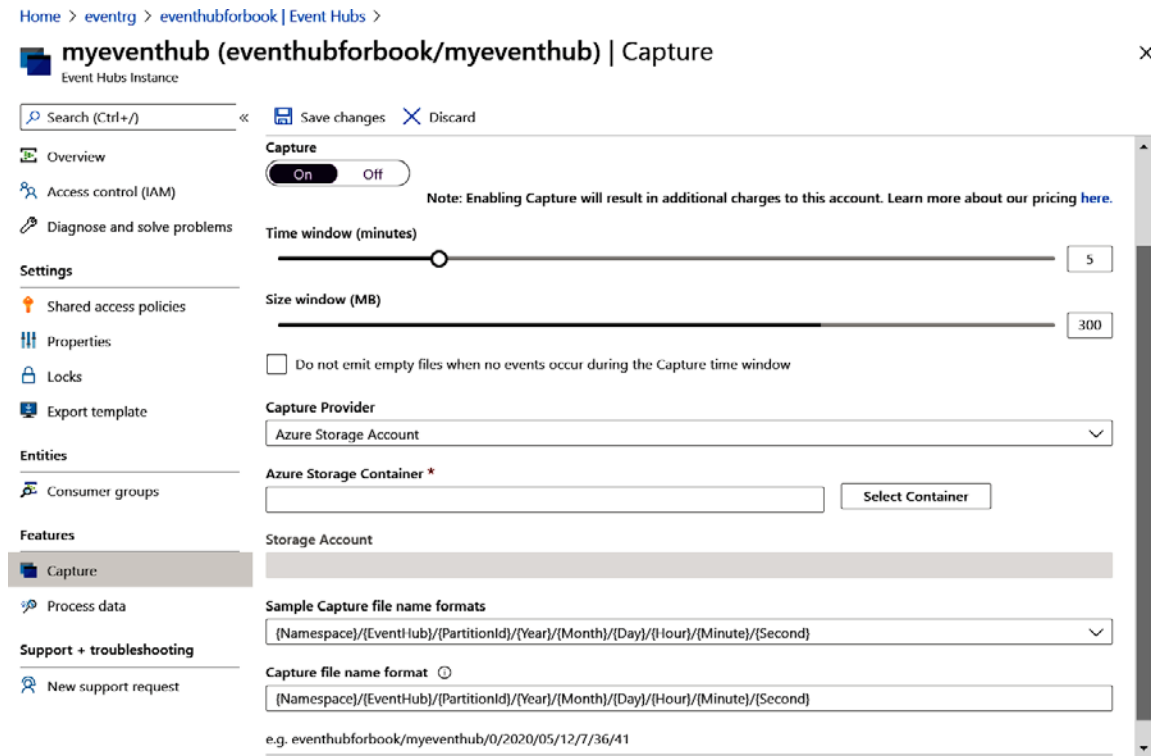 Home > eventrg > eventhubforbook | Event Hubs >
myeventhub (eventhubforbook/myeventhub) | Capture
Event Hubs Instance
Search (Ctrl+/)
Overview
Access control (IAM)
Diagnose and solve problems
Settings
Shared access policies
Properties
Locks
Export template
Entities
Consumer groups
Features
Capture
Process data
Support + troubleshooting
New support request
Save changes
Discard
Capture
On Off
Note: Enabling Capture will result in additional charges to this account. Learn more about our pricing here.
Time window (minutes)
5
Size window (MB)
300
Do not emit empty files when no events occur during the Capture time window
Capture Provider
Azure Storage Account
Azure Storage Container *
Select Container
Storage Account
Sample Capture file name formats
{Namespace}/{EventHub}/{PartitionId}/{Year}/{Month}/{Day}/{Hour}/{Minute}/{Second}
Capture file name format
{Namespace}/{EventHub}/{PartitionId}/{Year}/{Month}/{Day}/{Hour}/{Minute}/{Second}
e.g. eventhubforbook/myeventhub/0/2020/05/12/7/36/41